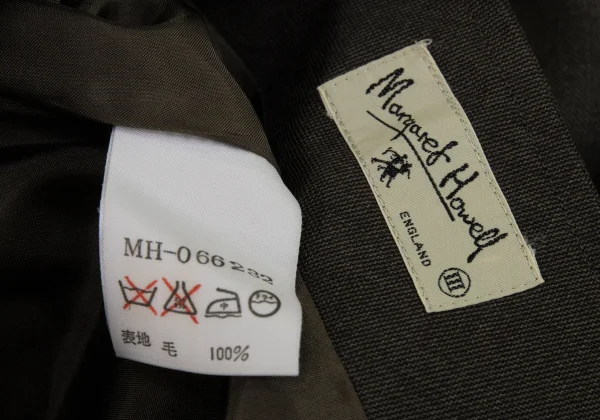 MH-066232
表地 毛 100%
Margaret Howell
ENGLAND
III